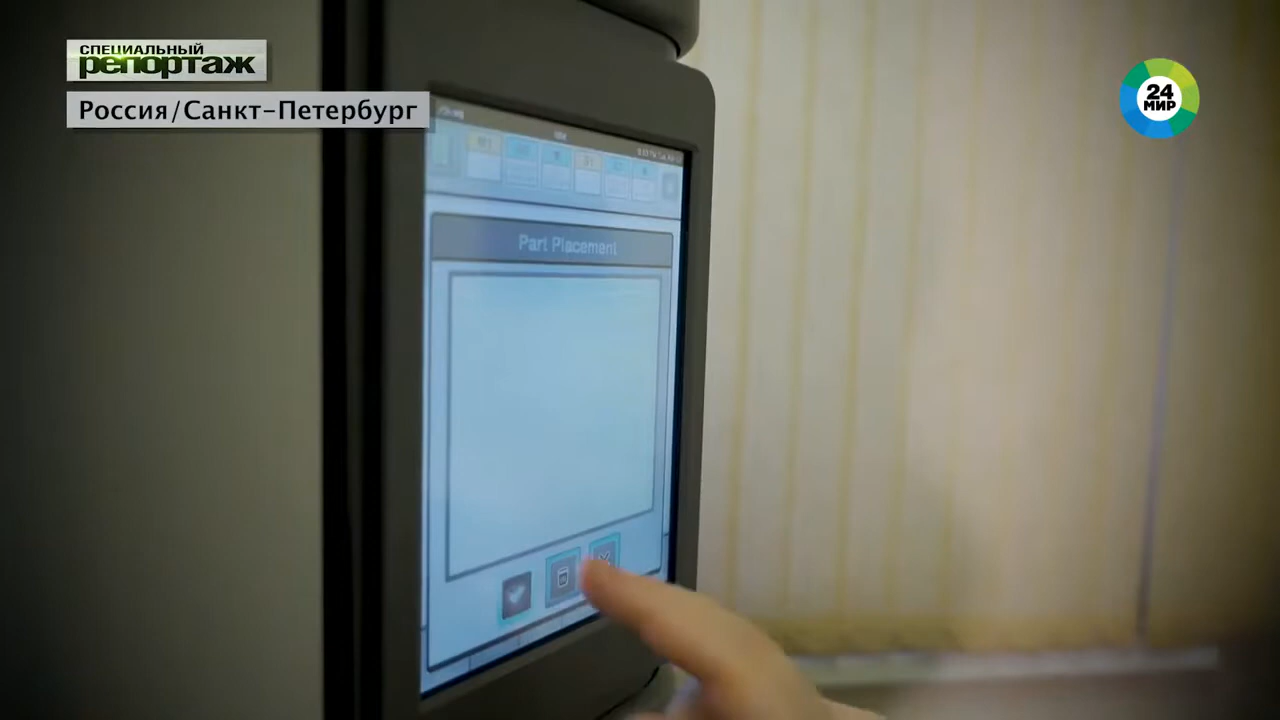 СПЕЦИАЛЬНЫЙ
репортаж
Россия/Санкт-Петербург
24
МИР
Part Placement